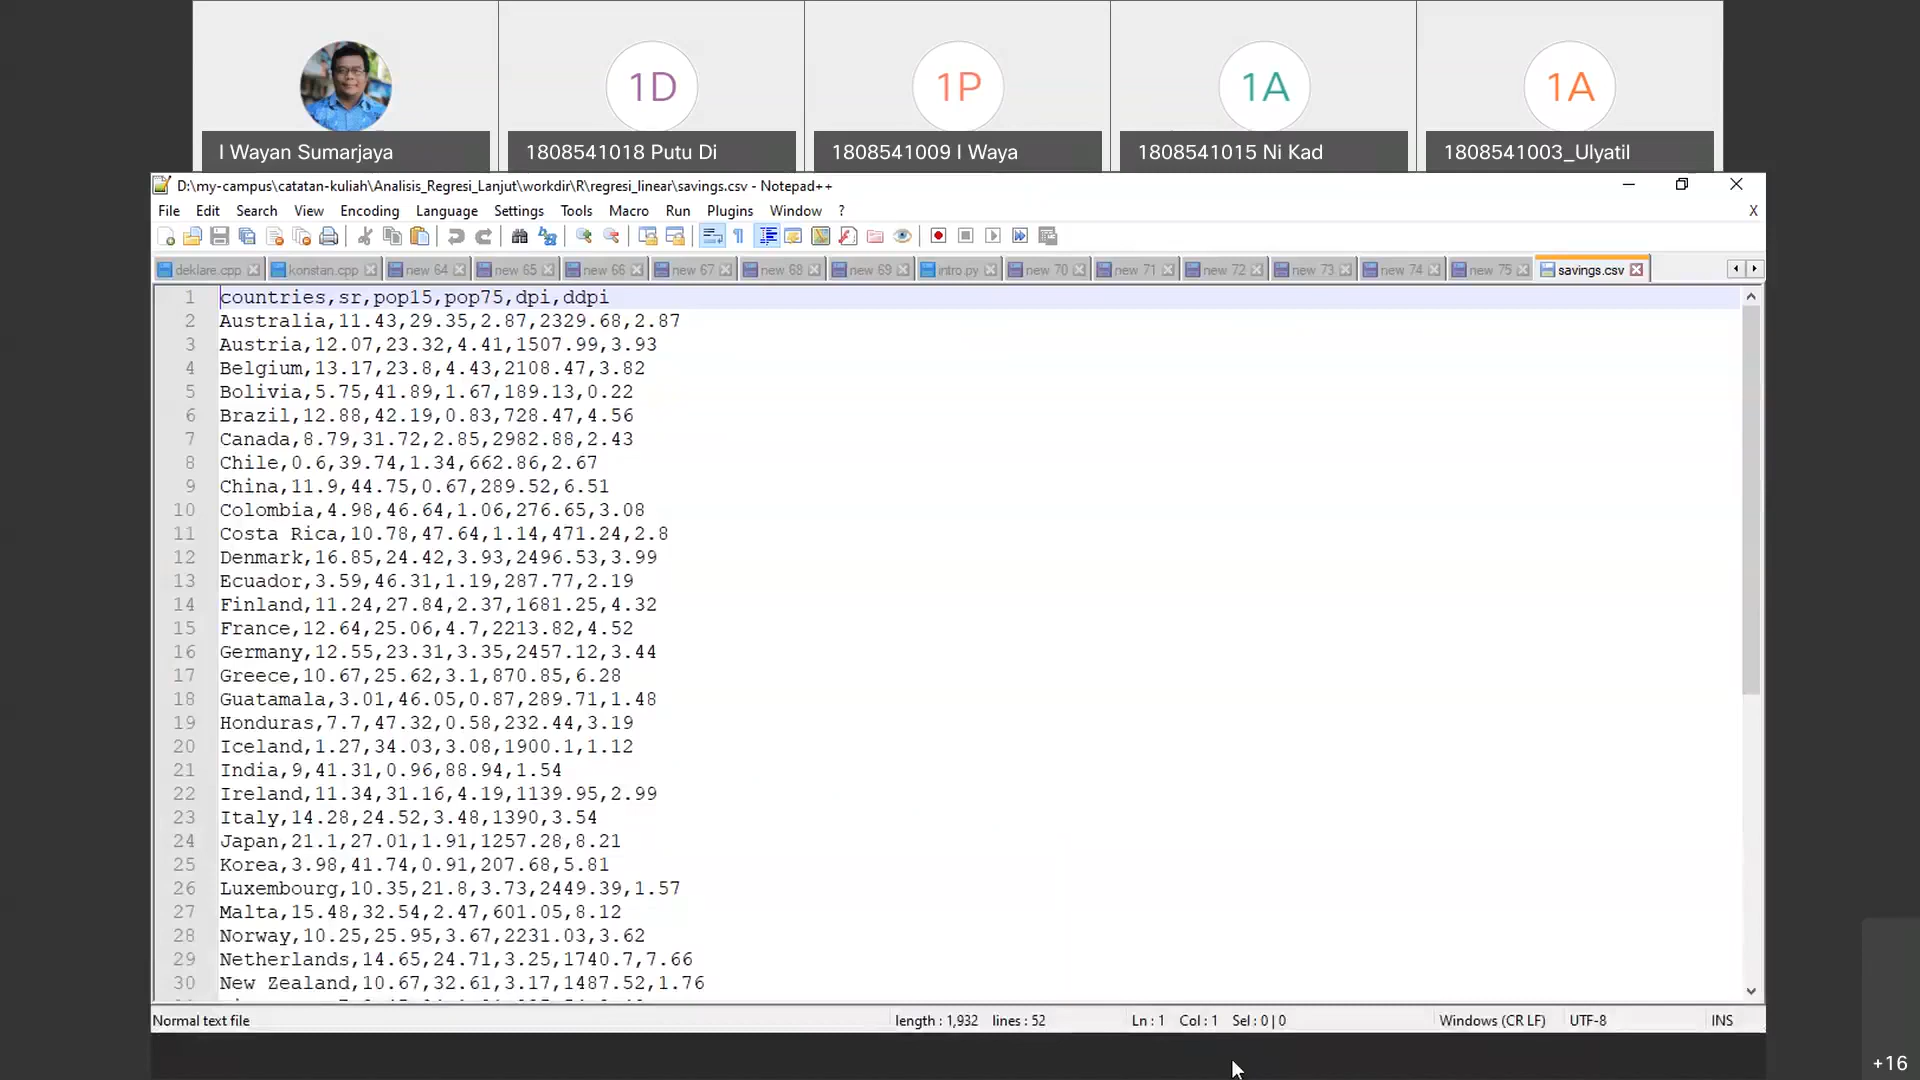 1D
1P
1A
1A
I Wayan Sumarjaya
1808541018 Putu Di
1808541009 I Waya
1808541015 Ni Kad
1808541003_Ulyatil
D:\my-campus\catatan-kuliah\Analisis_Regresi_Lanjut\workdir\R\regresi_linear\savings.csv - Notepad++
File Edit Search View Encoding Language Settings Tools Macro Run Plugins Window ? X
deklare.cpp konstan.cpp new 64 new 65 new 66 new 67 new 68 new 69 intro.py new 70 new 71 new 72 new 73 new 74 new 75 savings.csv
1 countries,sr,pop15,pop75,dpi,ddpi
2 Australia,11.43,29.35,2.87,2329.68,2.87
3 Austria,12.07,23.32,4.41,1507.99,3.93
4 Belgium,13.17,23.8,4.43,2108.47,3.82
5 Bolivia,5.75,41.89,1.67,189.13,0.22
6 Brazil,12.88,42.19,0.83,728.47,4.56
7 Canada,8.79,31.72,2.85,2982.88,2.43
8 Chile,0.6,39.74,1.34,662.86,2.67
9 China,11.9,44.75,0.67,289.52,6.51
10 Colombia,4.98,46.64,1.06,276.65,3.08
11 Costa Rica,10.78,47.64,1.14,471.24,2.8
12 Denmark,16.85,24.42,3.93,2496.53,3.99
13 Ecuador,3.59,46.31,1.19,287.77,2.19
14 Finland,11.24,27.84,2.37,1681.25,4.32
15 France,12.64,25.06,4.7,2213.82,4.52
16 Germany,12.55,23.31,3.35,2457.12,3.44
17 Greece,10.67,25.62,3.1,870.85,6.28
18 Guatamala,3.01,46.05,0.87,289.71,1.48
19 Honduras,7.7,47.32,0.58,232.44,3.19
20 Iceland,1.27,34.03,3.08,1900.1,1.12
21 India,9,41.31,0.96,88.94,1.54
22 Ireland,11.34,31.16,4.19,1139.95,2.99
23 Italy,14.28,24.52,3.48,1390,3.54
24 Japan,21.1,27.01,1.91,1257.28,8.21
25 Korea,3.98,41.74,0.91,207.68,5.81
26 Luxembourg,10.35,21.8,3.73,2449.39,1.57
27 Malta,15.48,32.54,2.47,601.05,8.12
28 Norway,10.25,25.95,3.67,2231.03,3.62
29 Netherlands,14.65,24.71,3.25,1740.7,7.66
30 New Zealand,10.67,32.61,3.17,1487.52,1.76
Normal text file length : 1,932 lines : 52 Ln : 1 Col : 1 Sel : 0 | 0 Windows (CR LF) UTF-8 INS
+16